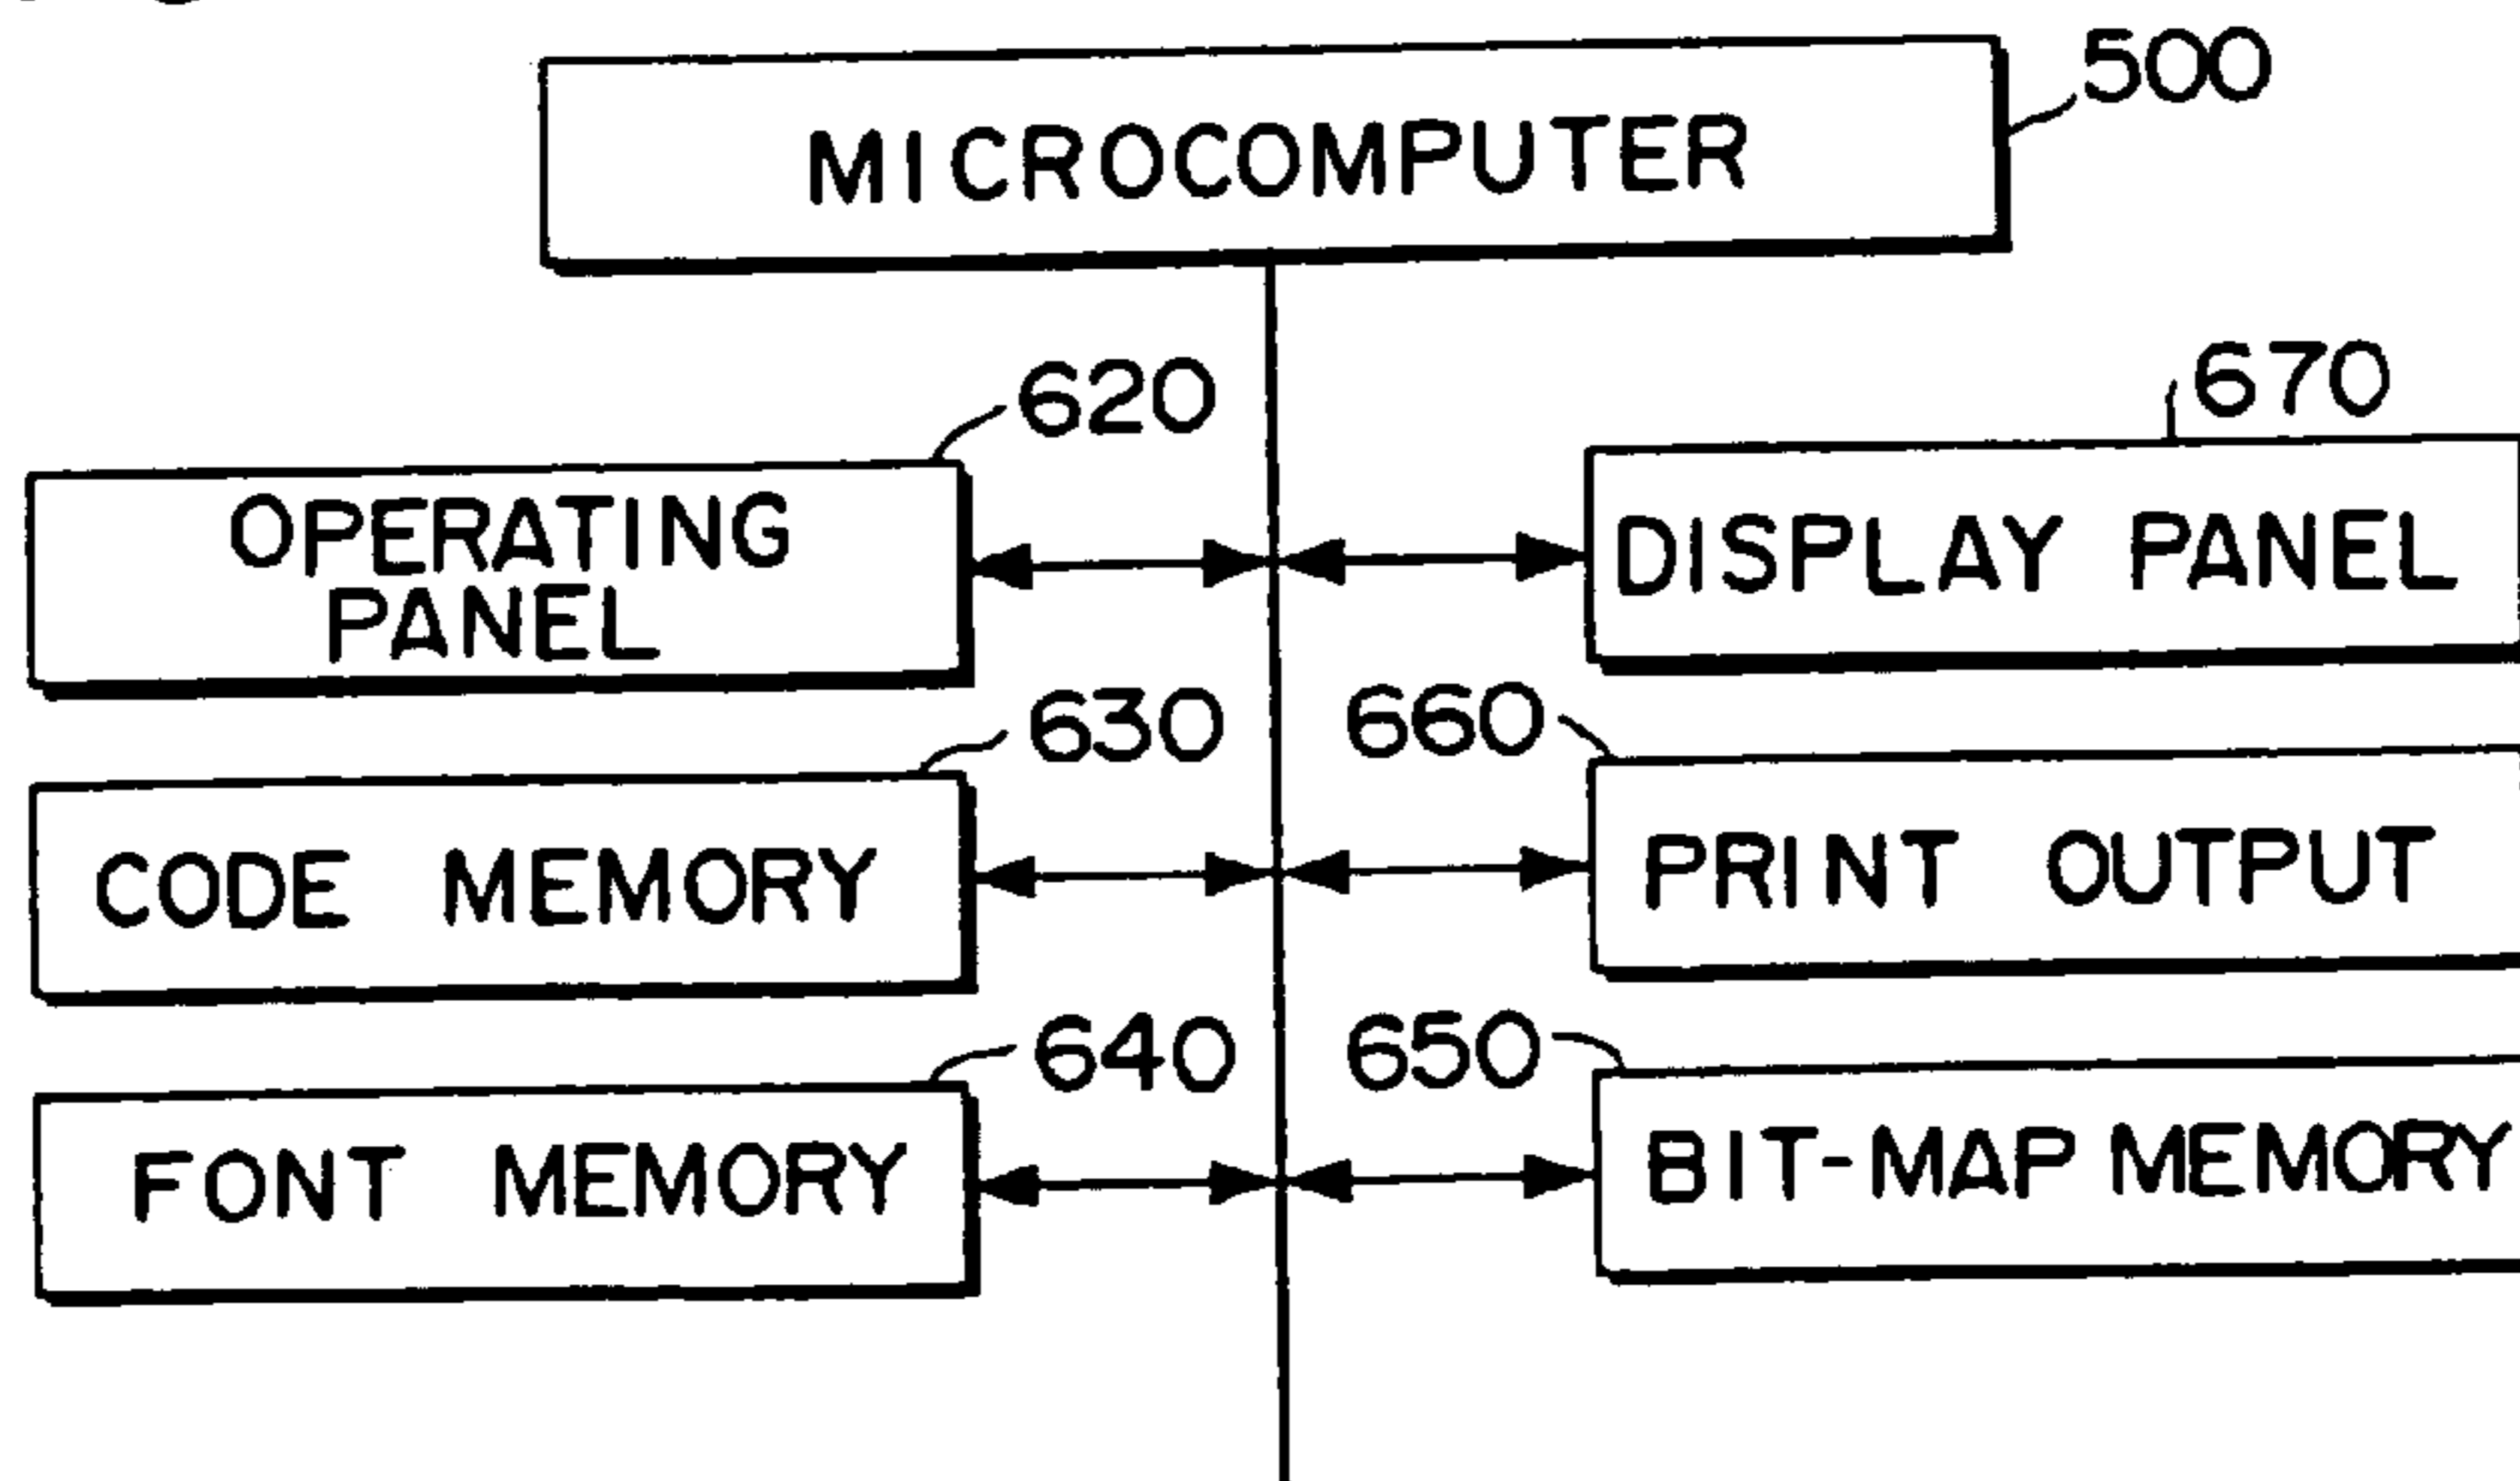 500
MICROCOMPUTER
620
670
OPERATING
PANEL
DISPLAY PANEL
630
660
CODE MEMORY
PRINT OUTPUT
640
650
FONT MEMORY
BIT-MAP MEMORY